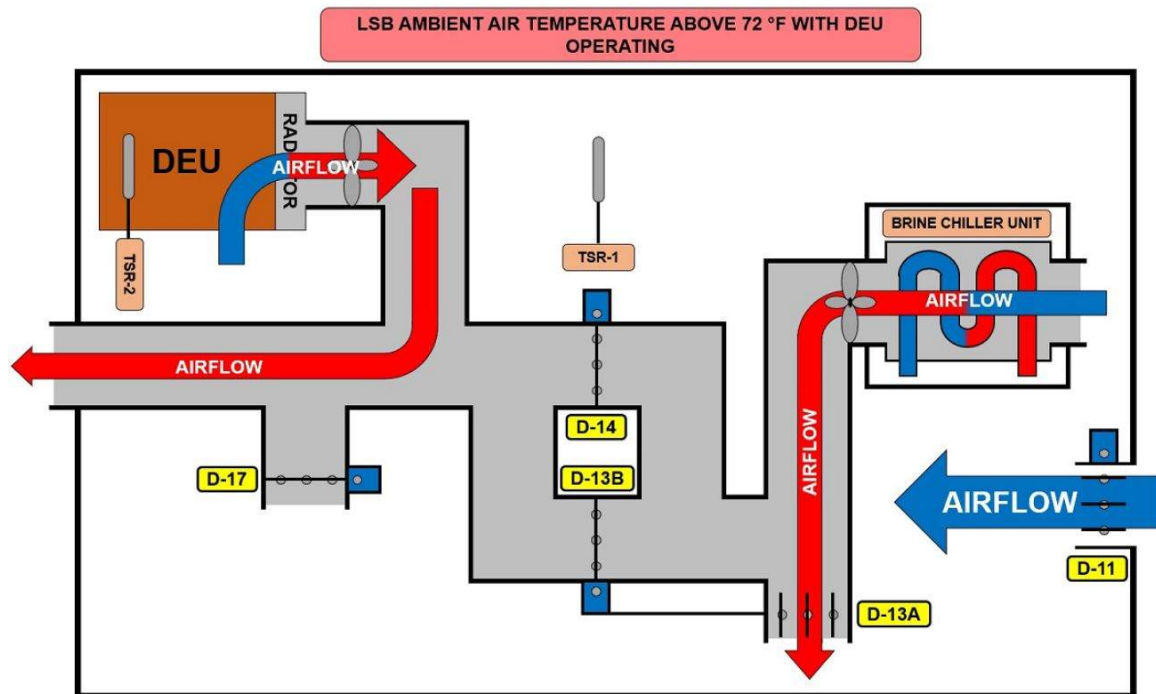 LSB AMBIENT AIR TEMPERATURE ABOVE 72 °F WITH DEU
OPERATING
DEU
AIRFLOW
TSR-2
TSR-1
BRINE CHILLER UNIT
AIRFLOW
AIRFLOW
D-14
D-17
D-13B
AIRFLOW
AIRFLOW
D-11
D-13A